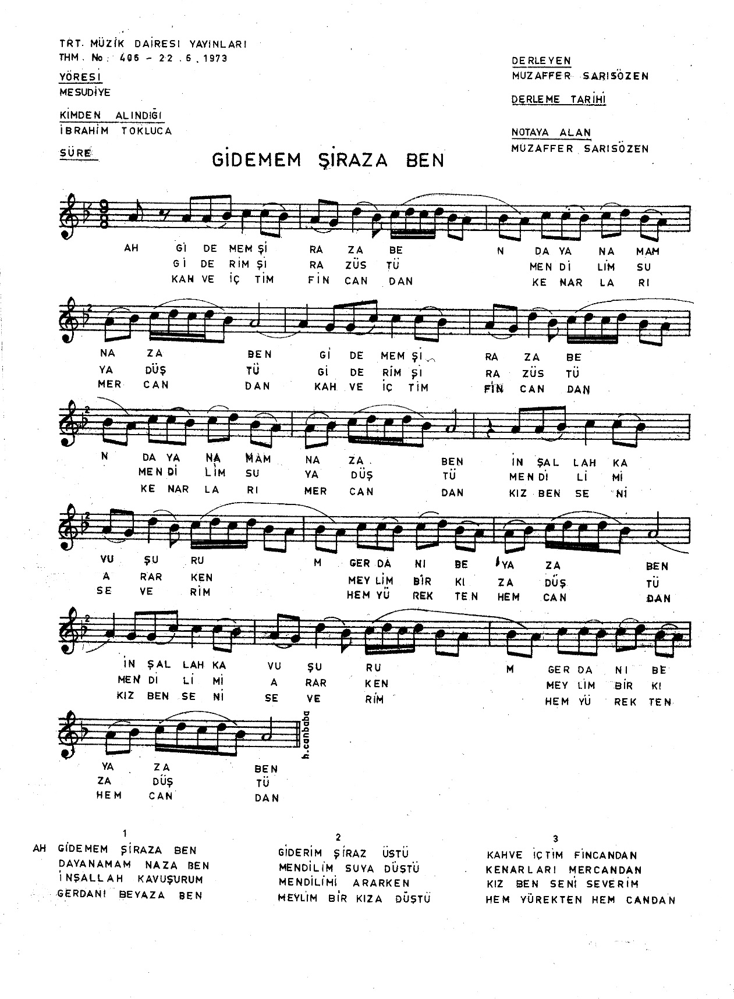 TRT. MÜZİK DAİRESİ YAYINLARI
THM. No: 406 - 22.6.1973
YÖRESİ
MESUDİYE
KİMDEN ALINDIĞI
İBRAHİM TOKLUCA
SÜRE
DERLEYEN
MUZAFFER SARISÖZEN
DERLEME TARİHİ
NOTAYA ALAN
MUZAFFER SARISÖZEN
GİDEMEM ŞİRAZA BEN
9
8
AH Gİ DE MEM Şİ RA ZA BE N DA YA NA MAM
Gİ DE RİM Şİ RA ZÜS TÜ MEN Dİ LİM SU
KAH VE İÇ TİM FİN CAN DAN KE NAR LA RI
2
NA ZA BEN Gİ DE MEM Şİ RA ZA BE
YA DÜŞ TÜ Gİ DE RİM Şİ RA ZÜS TÜ
MER CAN DAN KAH VE İÇ TİM FİN CAN DAN
2
N DA YA NA MAM NA ZA BEN İN ŞAL LAH KA
MEN Dİ LİM SU YA DÜŞ TÜ MEN Dİ Lİ Mİ
KE NAR LA RI MER CAN DAN KIZ BEN SE Nİ
2
VU ŞU RU M GER DA NI BE YA ZA BEN
A RAR KEN MEY LİM BİR KI ZA DÜŞ TÜ
SE VE RİM HEM YÜ REK TEN HEM CAN DAN
2
İN ŞAL LAH KA VU ŞU RU M GER DA NI BE
MEN Dİ Lİ Mİ A RAR KEN MEY LİM BİR KI
KIZ BEN SE Nİ SE VE RİM HEM YÜ REK TEN
h.canbaba
YA ZA BEN
ZA DÜŞ TÜ
HEM CAN DAN
1
AH GİDEMEM ŞİRAZA BEN
DAYANAMAM NAZA BEN
İNŞALLAH KAVUŞURUM
GERDANI BEYAZA BEN
2
GİDERİM ŞİRAZ ÜSTÜ
MENDİLİM SUYA DÜŞTÜ
MENDİLİMİ ARARKEN
MEYLİM BİR KIZA DÜŞTÜ
3
KAHVE İÇTİM FİNCANDAN
KENARLARI MERCANDAN
KIZ BEN SENİ SEVERİM
HEM YÜREKTEN HEM CANDAN